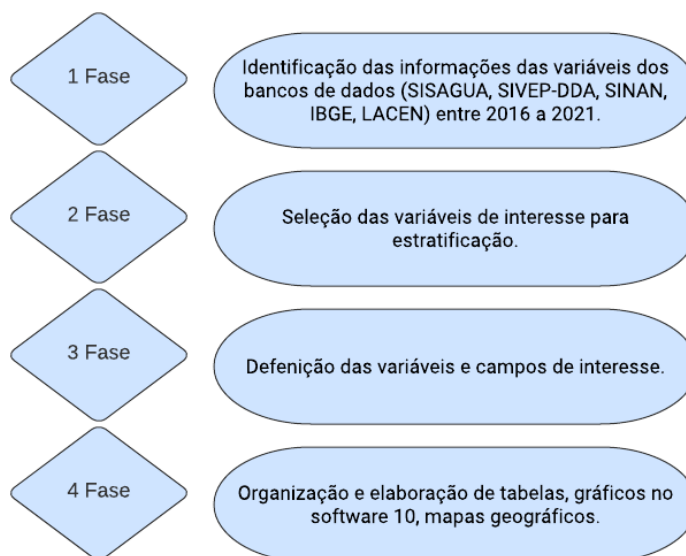 1 Fase
Identificação das informações das variáveis dos
bancos de dados (SISAGUA, SIVEP-DDA, SINAN,
IBGE, LACEN) entre 2016 a 2021.
2 Fase
Seleção das variáveis de interesse para
estratificação.
3 Fase
Defenição das variáveis e campos de interesse.
4 Fase
Organização e elaboração de tabelas, gráficos no
software 10, mapas geográficos.